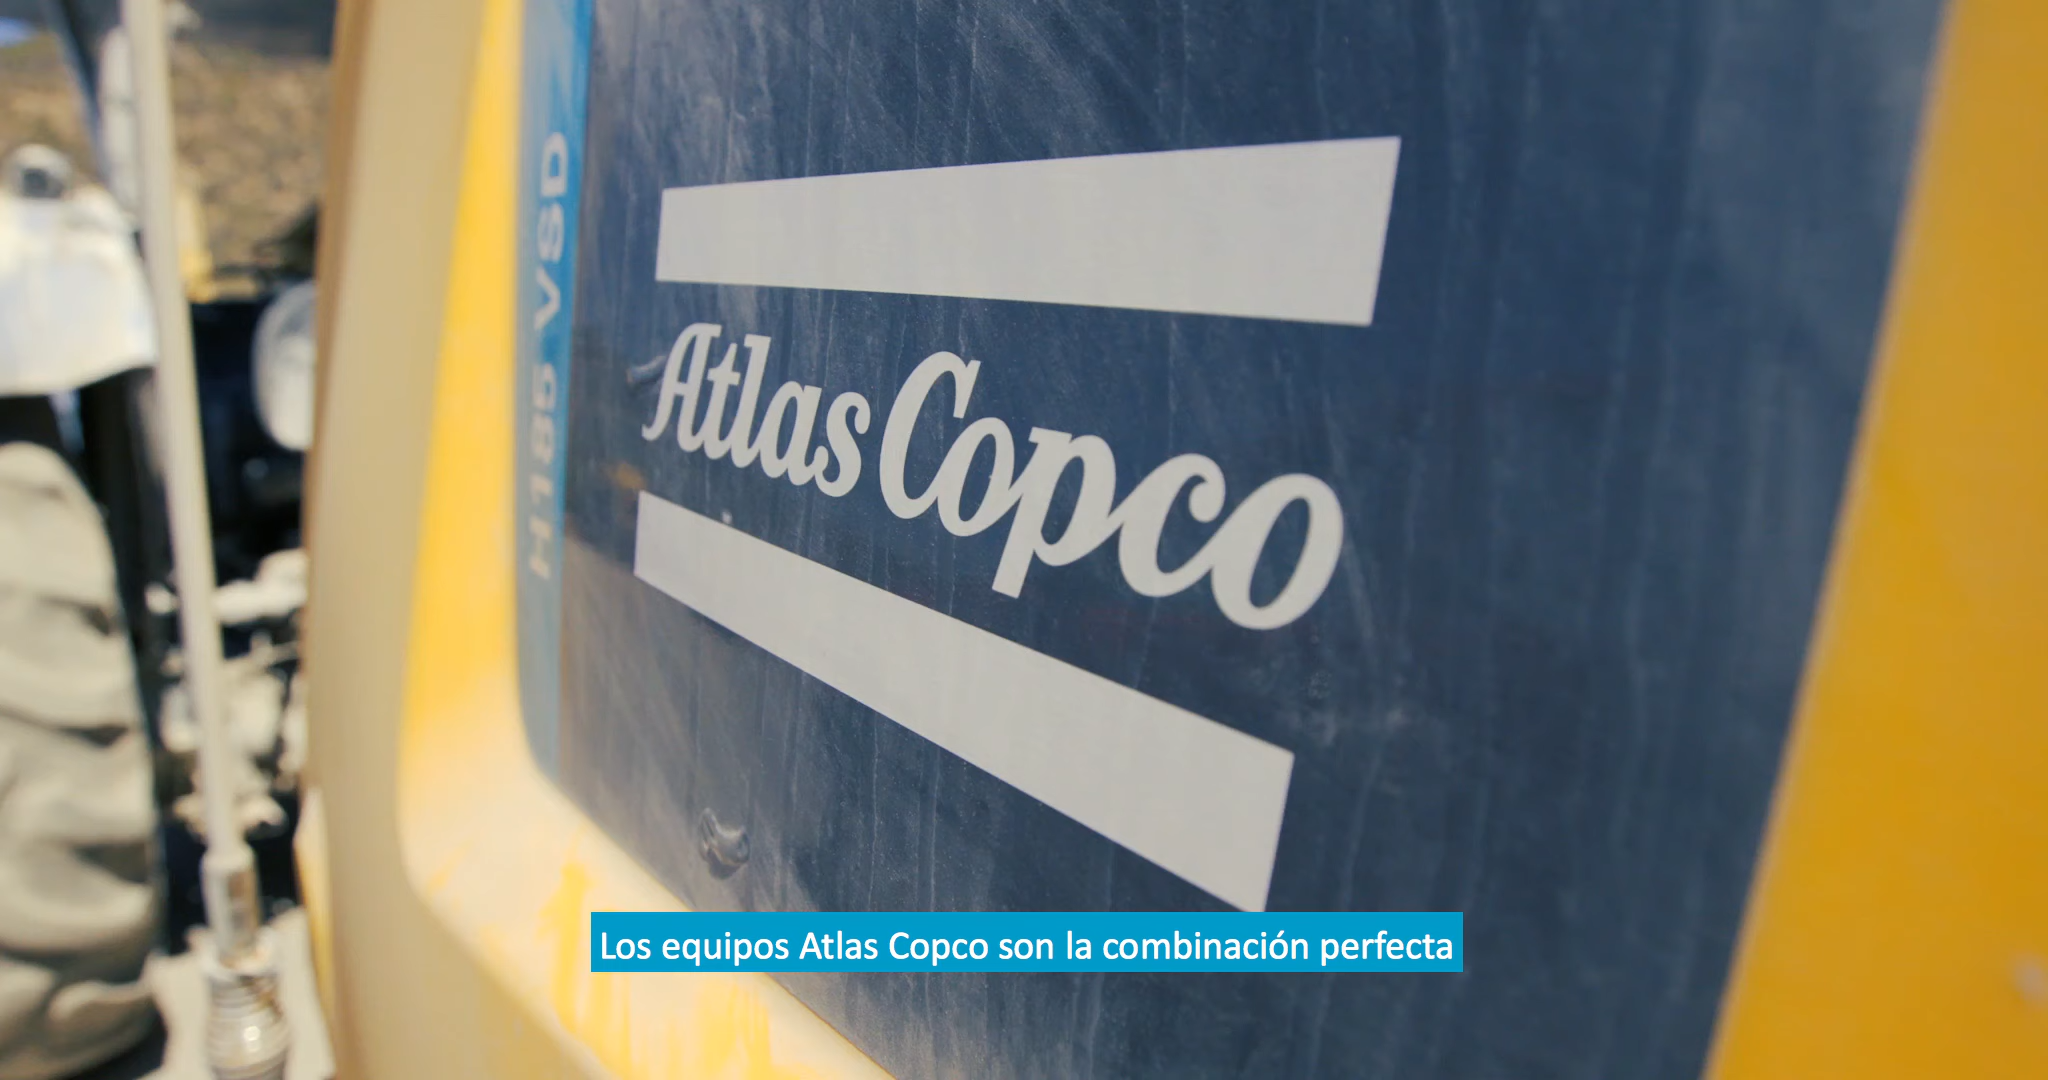 H185 VSD
Atlas Copco
Los equipos Atlas Copco son la combinación perfecta